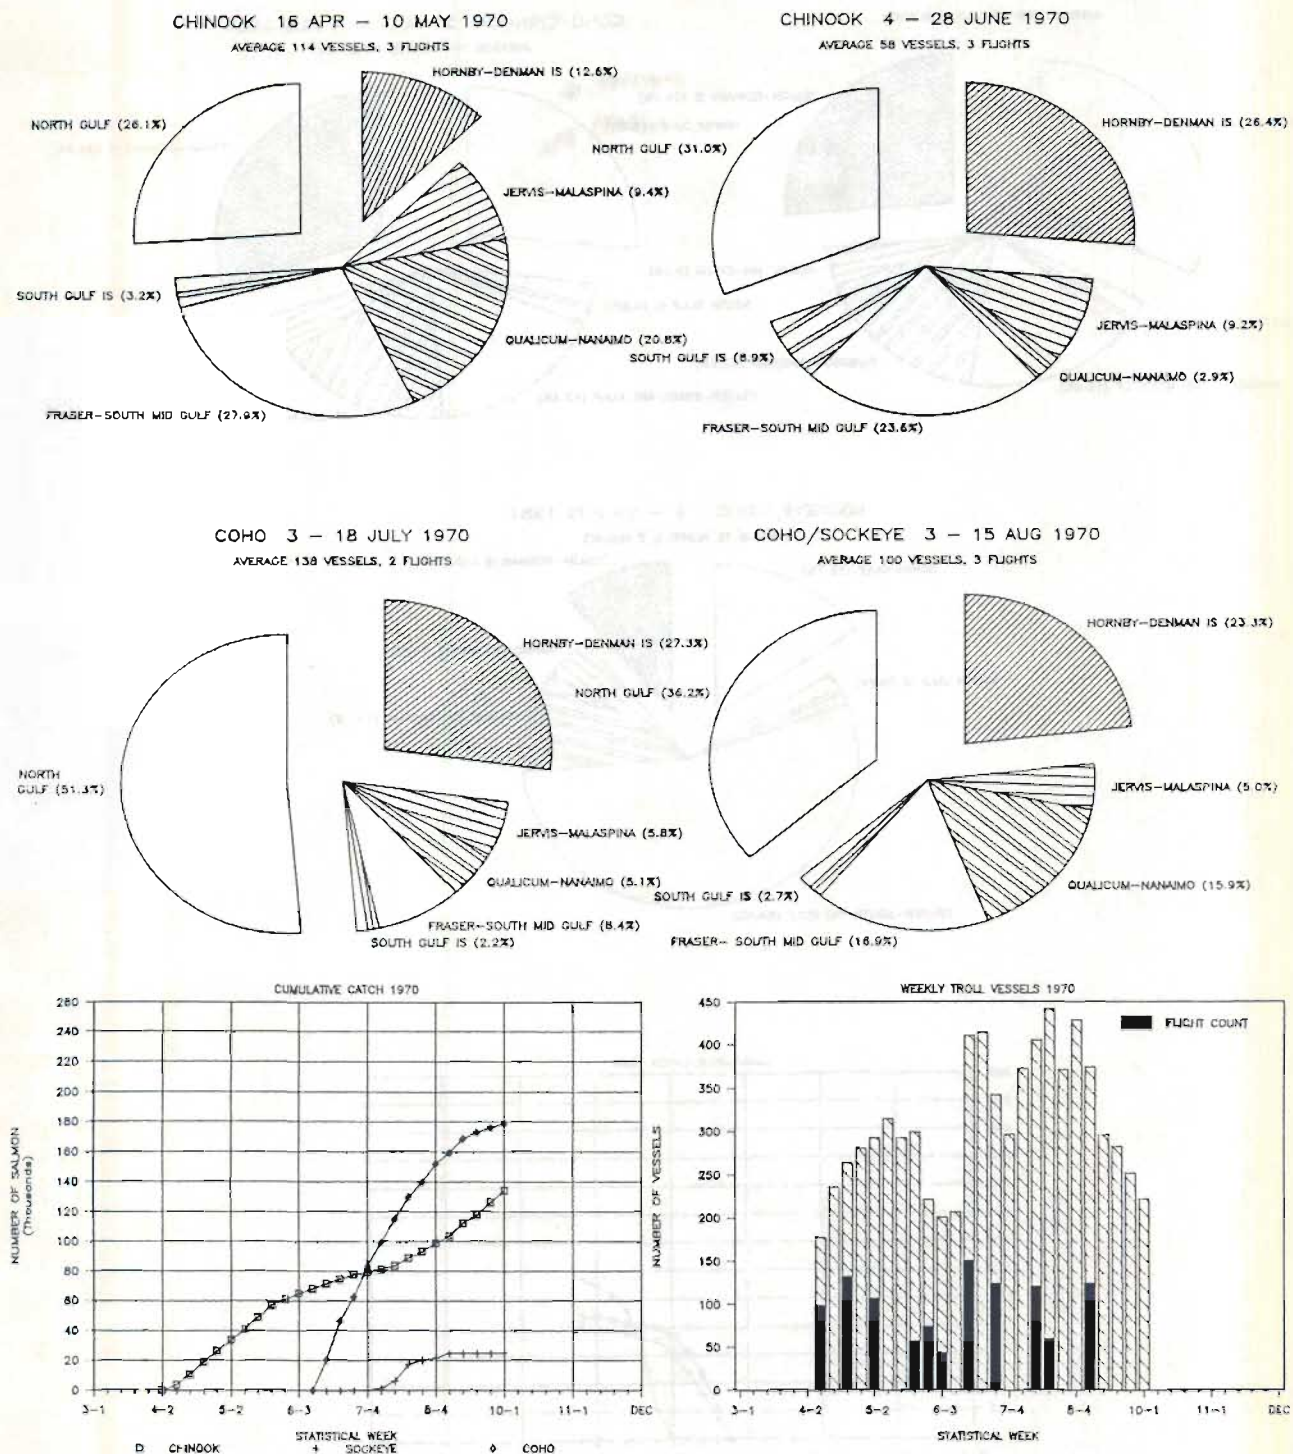 CHINOOK 16 APR – 10 MAY 1970
AVERAGE 114 VESSELS, 3 FLIGHTS
HORNBY–DENMAN IS (12.6%)
NORTH GULF (26.1%)
JERVIS–MALASPINA (9.4%)
SOUTH GULF IS (3.2%)
QUALICUM–NANAIMO (20.8%)
FRASER–SOUTH MID GULF (27.9%)
CHINOOK 4 – 28 JUNE 1970
AVERAGE 58 VESSELS, 3 FLIGHTS
HORNBY–DENMAN IS (26.4%)
NORTH GULF (31.0%)
JERVIS–MALASPINA (9.2%)
SOUTH GULF IS (6.9%)
QUALICUM–NANAIMO (2.9%)
FRASER–SOUTH MID GULF (23.6%)
COHO 3 – 18 JULY 1970
AVERAGE 138 VESSELS, 2 FLIGHTS
HORNBY–DENMAN IS (27.3%)
NORTH
GULF (51.3%)
JERVIS–MALASPINA (5.8%)
QUALICUM–NANAIMO (5.1%)
FRASER–SOUTH MID GULF (8.4%)
SOUTH GULF IS (2.2%)
COHO/SOCKEYE 3 – 15 AUG 1970
AVERAGE 100 VESSELS, 3 FLIGHTS
HORNBY–DENMAN IS (23.3%)
NORTH GULF (36.2%)
JERVIS–MALASPINA (5.0%)
QUALICUM–NANAIMO (15.9%)
SOUTH GULF IS (2.7%)
FRASER– SOUTH MID GULF (16.9%)
CUMULATIVE CATCH 1970
NUMBER OF SALMON
(Thousands)
260
240
220
200
180
160
140
120
100
80
60
40
20
0
3–1 4–2 5–2 6–3 7–4 8–4 10–1 11–1 DEC
STATISTICAL WEEK
CHINOOK SOCKEYE COHO
WEEKLY TROLL VESSELS 1970
FLIGHT COUNT
NUMBER OF VESSELS
450
400
350
300
250
200
150
100
50
0
3–1 4–2 5–2 6–3 7–4 8–4 10–1 11–1 DEC
STATISTICAL WEEK